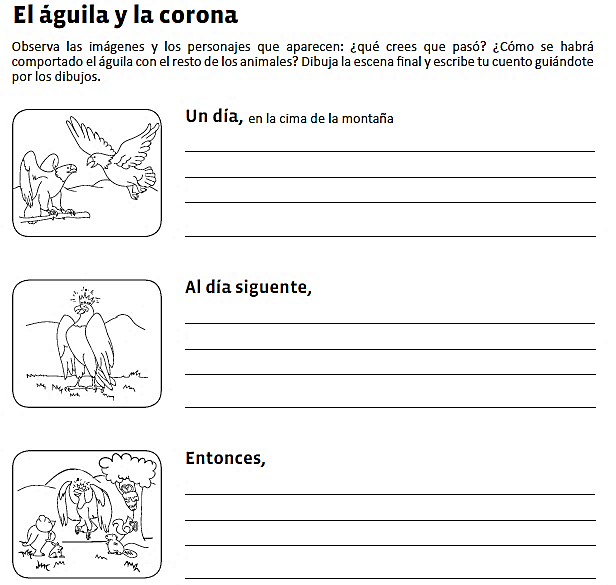 El águila y la corona
Observa las imágenes y los personajes que aparecen: ¿qué crees que pasó? ¿Cómo se habrá
comportado el águila con el resto de los animales? Dibuja la escena final y escribe tu cuento guiándote
por los dibujos.
Un día, en la cima de la montaña
Al día siguente,
Entonces,